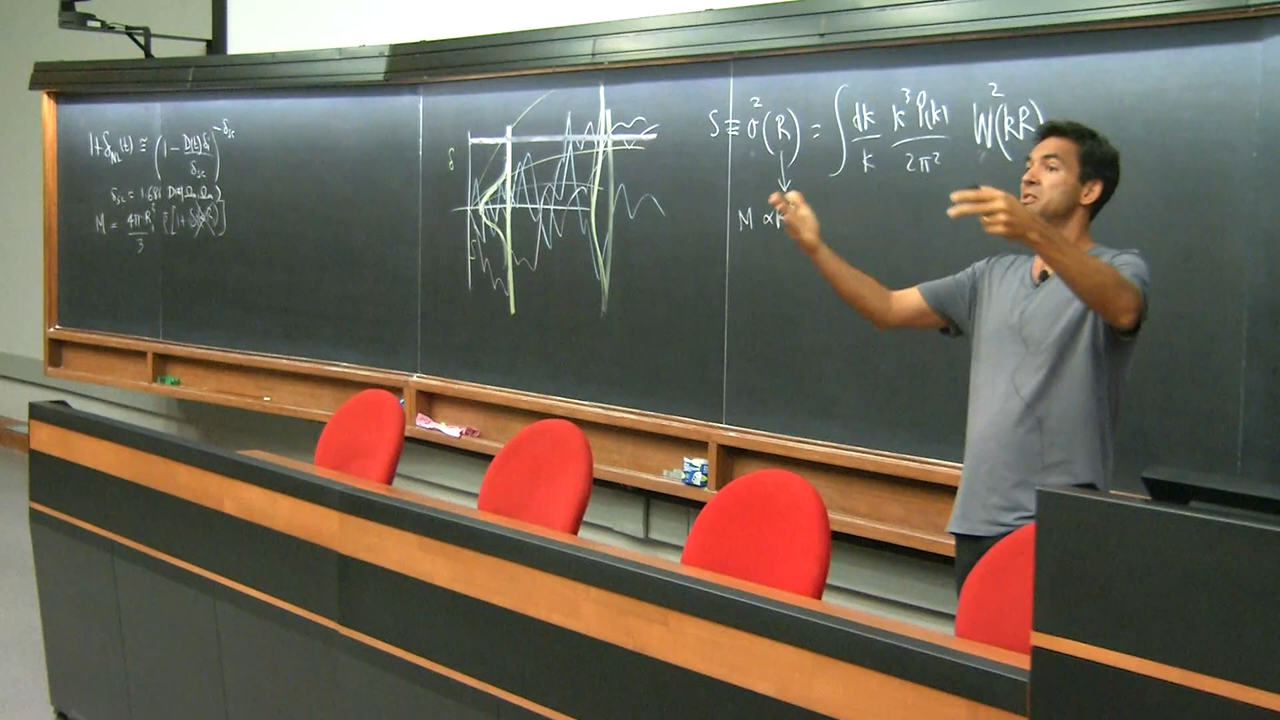 1+δ_NL(t) ≅ (1 − D(t)δ_i/δ_sc)^−δ_sc
δ_sc = 1.686 D(t|Ω_m, Ω_Λ)
M = 4πR³/3 ρ̄[1+δ
δ
S ≡ σ²(R) = ∫ dk/k k³P(k)/2π² W²(kR)
M ∝ R